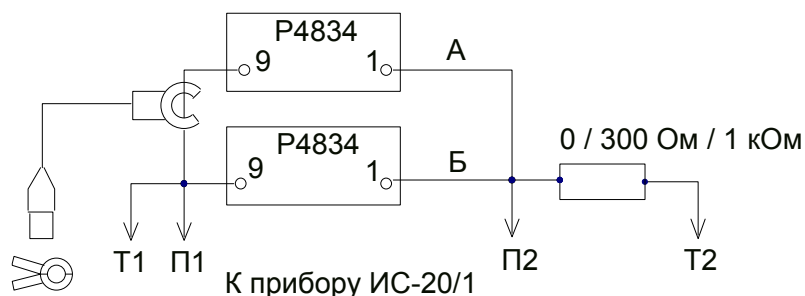 Р4834
9 1
А
Р4834
9 1
Б
0 / 300 Ом / 1 кОм
Т1 П1 П2 Т2
К прибору ИС-20/1